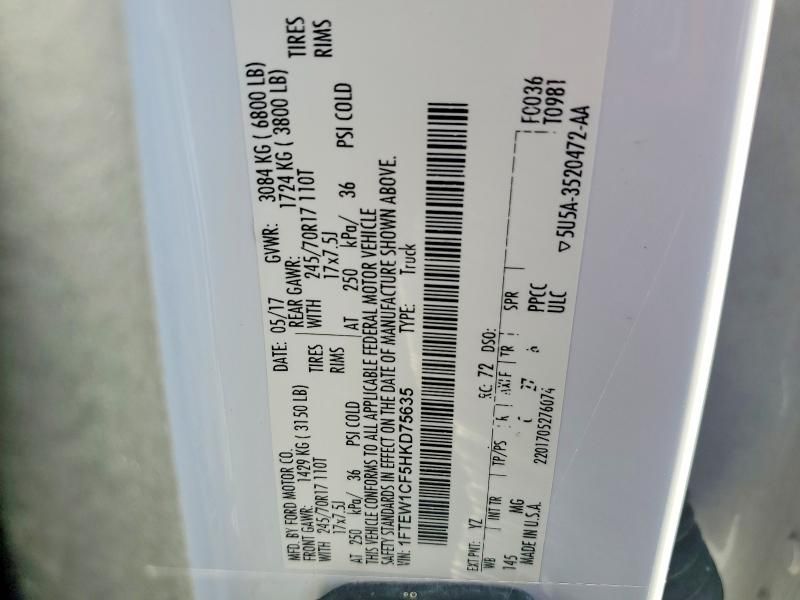 MFD. BY FORD MOTOR CO.
DATE: 05/17 GVWR: 3084 KG ( 6800 LB)
FRONT GAWR: 1429 KG ( 3150 LB) REAR GAWR: 1724 KG ( 3800 LB)
WITH 245/70R17 110T TIRES WITH 245/70R17 110T TIRES
17x7.5J RIMS 17x7.5J RIMS
AT 250 kPa/ 36 PSI COLD AT 250 kPa/ 36 PSI COLD
THIS VEHICLE CONFORMS TO ALL APPLICABLE FEDERAL MOTOR VEHICLE
SAFETY STANDARDS IN EFFECT ON THE DATE OF MANUFACTURE SHOWN ABOVE.
VIN: 1FTEW1CF5HKD75635 TYPE: Truck
EXT PNT: YZ RC: 72 DSO: FC036
T0981
WB INT TR TP/PS TR SPR
145 MG 27 6 PPCC
MADE IN U.S.A. 2201705276074 ULC
▽5U5A-3520472-AA